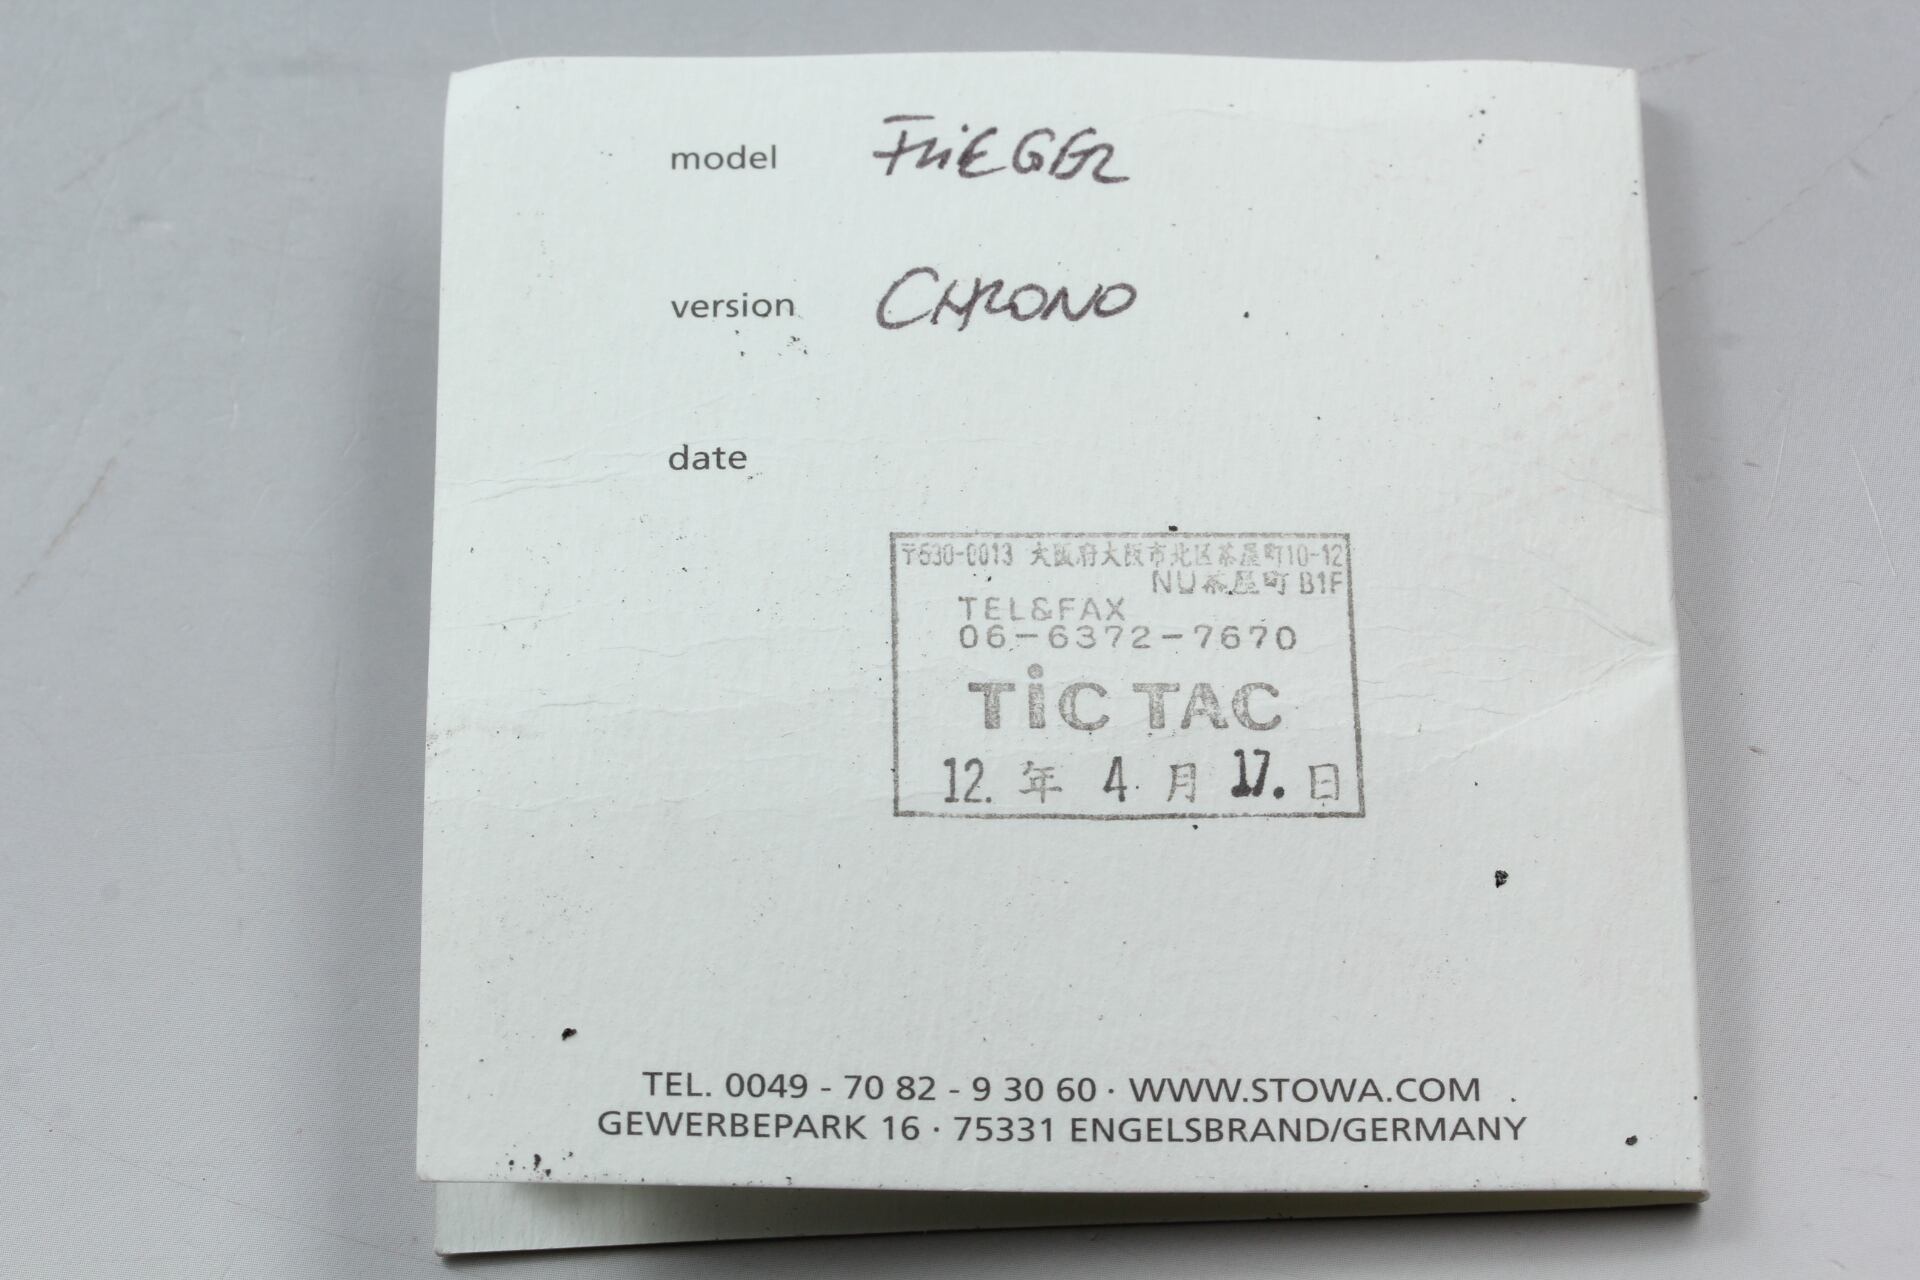 model FLiEGER
version CHRONO
date
〒530-0013 大阪府大阪市北区茶屋町10-12
NU茶屋町 B1F
TEL&FAX
06-6372-7670
TiC TAC
12. 年 4 月 17. 日
TEL. 0049 - 70 82 - 9 30 60 · WWW.STOWA.COM
GEWERBEPARK 16 · 75331 ENGELSBRAND/GERMANY